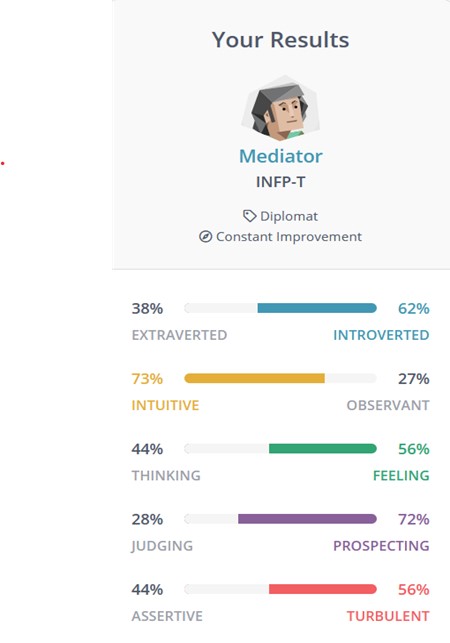 Your Results
Mediator
INFP-T
Diplomat
Constant Improvement
38% 62%
EXTRAVERTED INTROVERTED
73% 27%
INTUITIVE OBSERVANT
44% 56%
THINKING FEELING
28% 72%
JUDGING PROSPECTING
44% 56%
ASSERTIVE TURBULENT